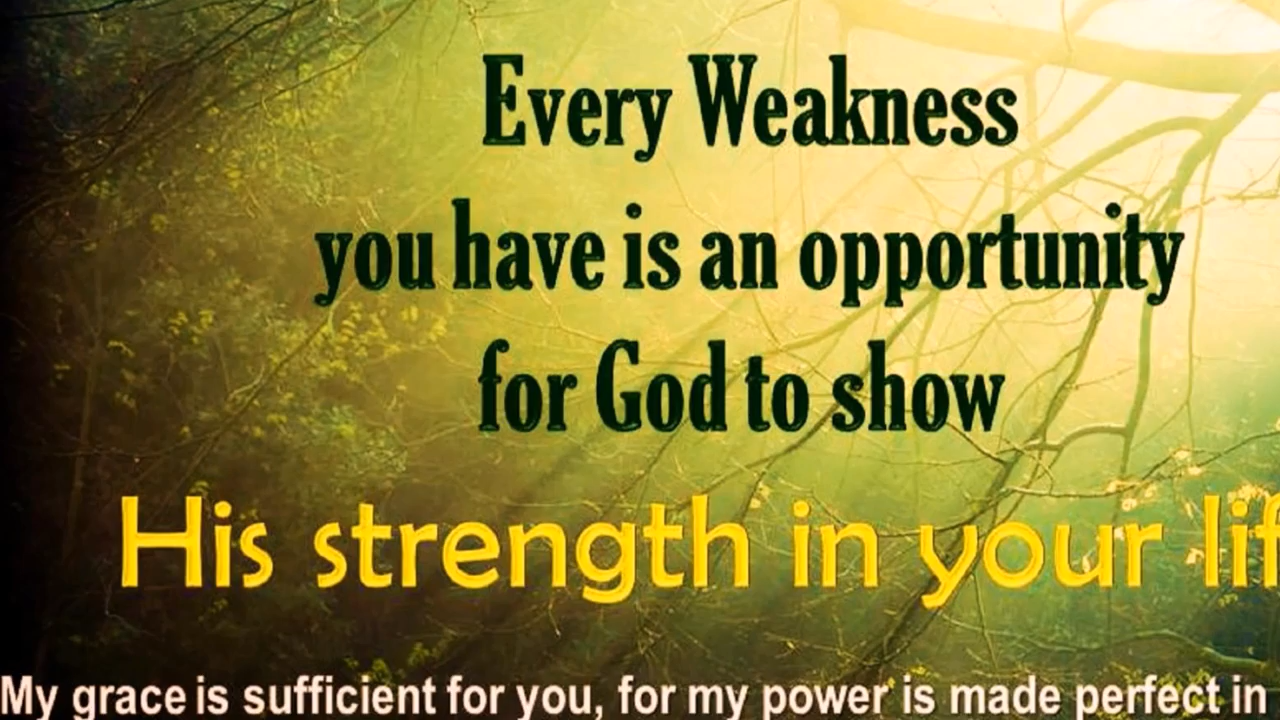 Every Weakness
you have is an opportunity
for God to show
His strength in your lif
My grace is sufficient for you, for my power is made perfect in